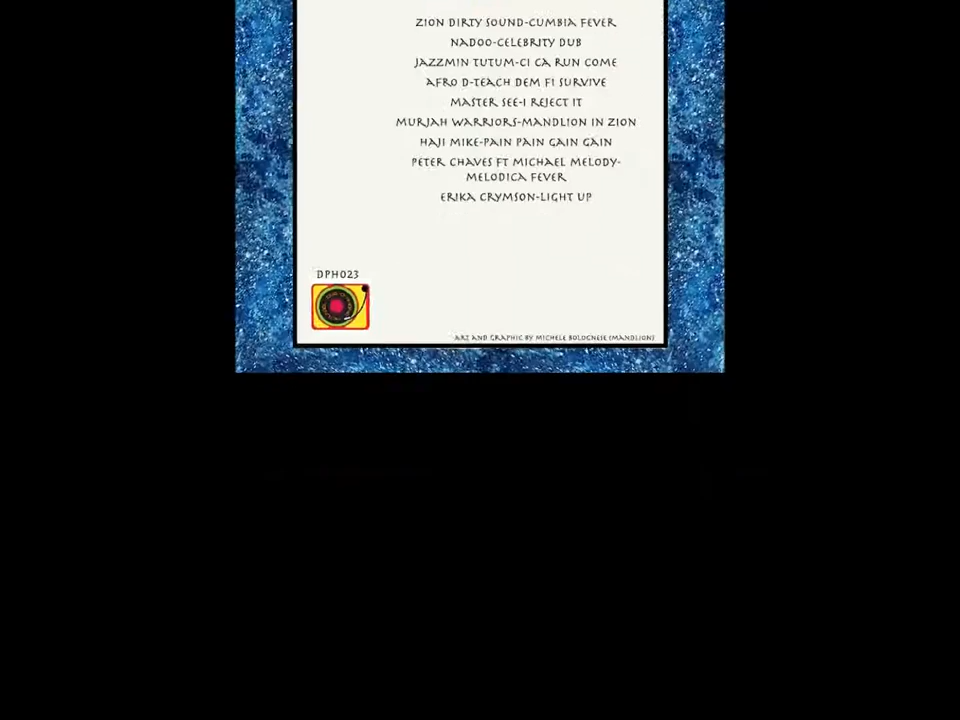 ZION DIRTY SOUND-CUMBIA FEVER
NADOO-CELEBRITY DUB
JAZZMIN TUTUM-CI CA RUN COME
AFRO D-TEACH DEM FI SURVIVE
MASTER SEE-I REJECT IT
MURJAH WARRIORS-MANDLION IN ZION
HAJI MIKE-PAIN PAIN GAIN GAIN
PETER CHAVES FT MICHAEL MELODY-
MELODICA FEVER
ERIKA CRYMSON-LIGHT UP
DPH023
ART AND GRAPHIC BY MICHELE BOLOGNESE (MANDLION)